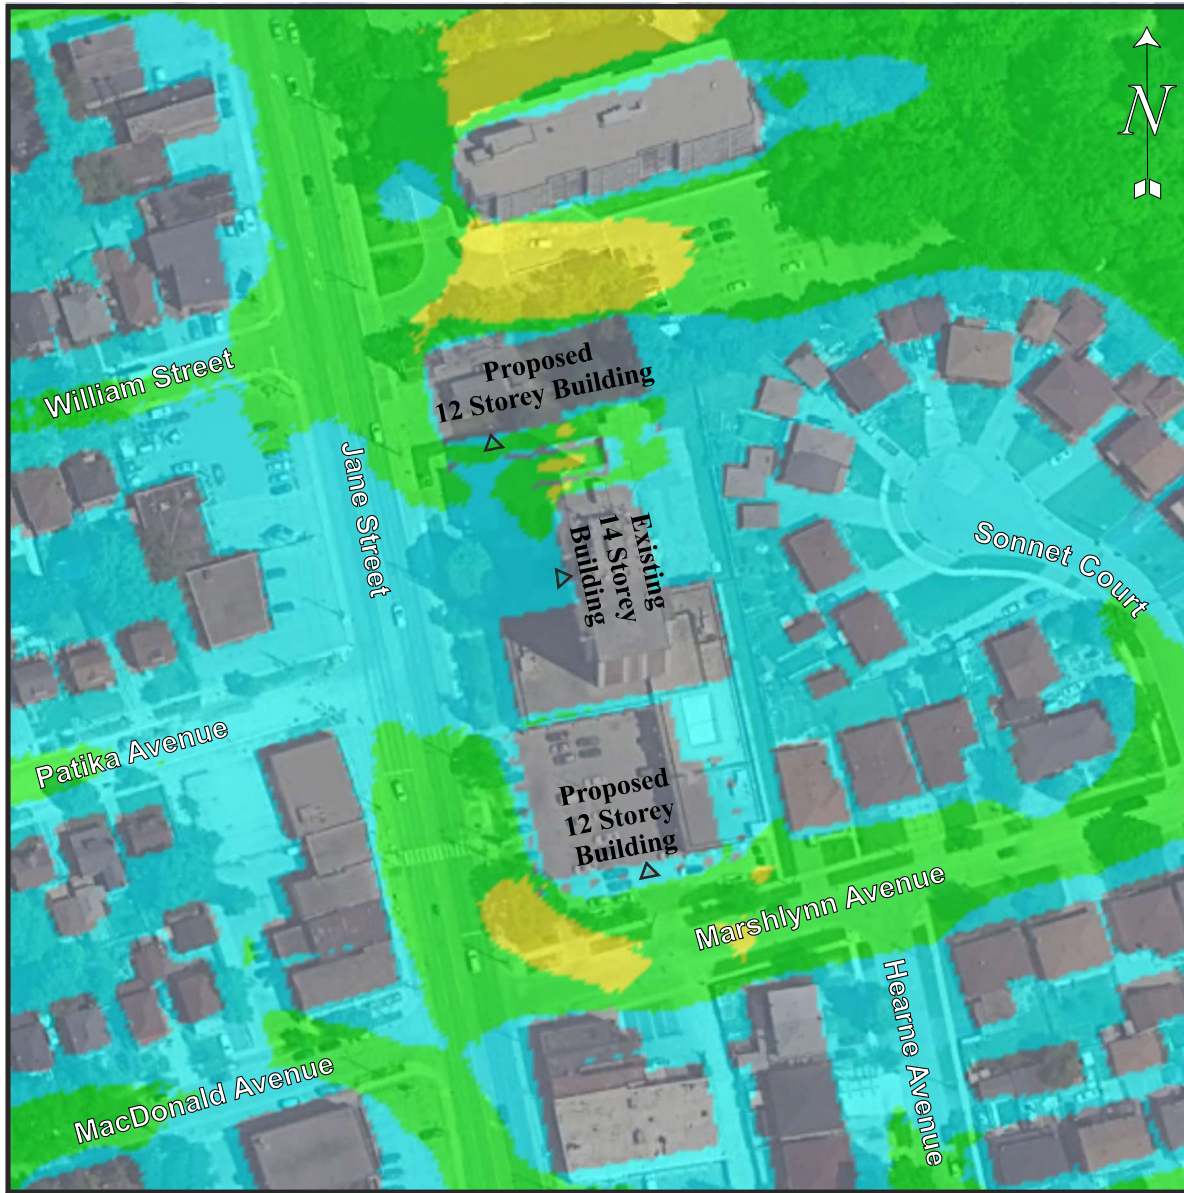 N
Proposed
12 Storey Building
William Street
Jane Street
Existing
14 Storey
Building
Sonnet Court
Patika Avenue
Proposed
12 Storey
Building
Marshlynn Avenue
Hearne Avenue
MacDonald Avenue